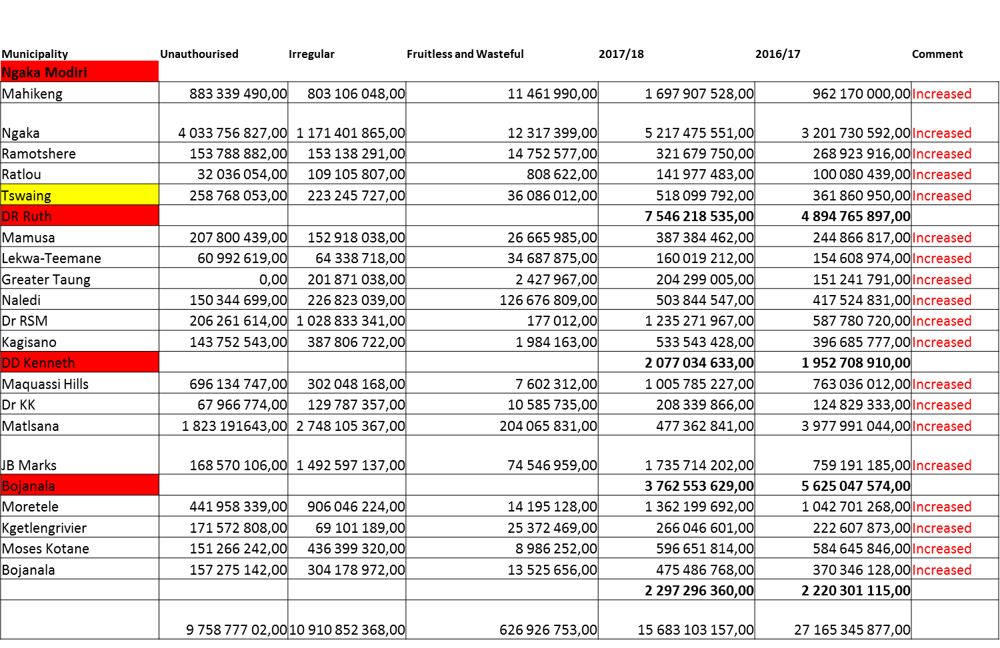 Municipality Unauthourised Irregular Fruitless and Wasteful 2017/18 2016/17 Comment
Ngaka Modiri
Mahikeng 883 339 490,00 803 106 048,00 11 461 990,00 1 697 907 528,00 962 170 000,00 Increased
Ngaka 4 033 756 827,00 1 171 401 865,00 12 317 399,00 5 217 475 551,00 3 201 730 592,00 Increased
Ramotshere 153 788 882,00 153 138 291,00 14 752 577,00 321 679 750,00 268 923 916,00 Increased
Ratlou 32 036 054,00 109 105 807,00 808 622,00 141 977 483,00 100 080 439,00 Increased
Tswaing 258 768 053,00 223 245 727,00 36 086 012,00 518 099 792,00 361 860 950,00 Increased
DR Ruth 7 546 218 535,00 4 894 765 897,00
Mamusa 207 800 439,00 152 918 038,00 26 665 985,00 387 384 462,00 244 866 817,00 Increased
Lekwa-Teemane 60 992 619,00 64 338 718,00 34 687 875,00 160 019 212,00 154 608 974,00 Increased
Greater Taung 0,00 201 871 038,00 2 427 967,00 204 299 005,00 151 241 791,00 Increased
Naledi 150 344 699,00 226 823 039,00 126 676 809,00 503 844 547,00 417 524 831,00 Increased
Dr RSM 206 261 614,00 1 028 833 341,00 177 012,00 1 235 271 967,00 587 780 720,00 Increased
Kagisano 143 752 543,00 387 806 722,00 1 984 163,00 533 543 428,00 396 685 777,00 Increased
DD Kenneth 2 077 034 633,00 1 952 708 910,00
Maquassi Hills 696 134 747,00 302 048 168,00 7 602 312,00 1 005 785 227,00 763 036 012,00 Increased
Dr KK 67 966 774,00 129 787 357,00 10 585 735,00 208 339 866,00 124 829 333,00 Increased
Matlsana 1 823 191643,00 2 748 105 367,00 204 065 831,00 477 362 841,00 3 977 991 044,00 Increased
JB Marks 168 570 106,00 1 492 597 137,00 74 546 959,00 1 735 714 202,00 759 191 185,00 Increased
Bojanala 3 762 553 629,00 5 625 047 574,00
Moretele 441 958 339,00 906 046 224,00 14 195 128,00 1 362 199 692,00 1 042 701 268,00 Increased
Kgetlengrivier 171 572 808,00 69 101 189,00 25 372 469,00 266 046 601,00 222 607 873,00 Increased
Moses Kotane 151 266 242,00 436 399 320,00 8 986 252,00 596 651 814,00 584 645 846,00 Increased
Bojanala 157 275 142,00 304 178 972,00 13 525 656,00 475 486 768,00 370 346 128,00 Increased
2 297 296 360,00 2 220 301 115,00
9 758 777 02,00 10 910 852 368,00 626 926 753,00 15 683 103 157,00 27 165 345 877,00